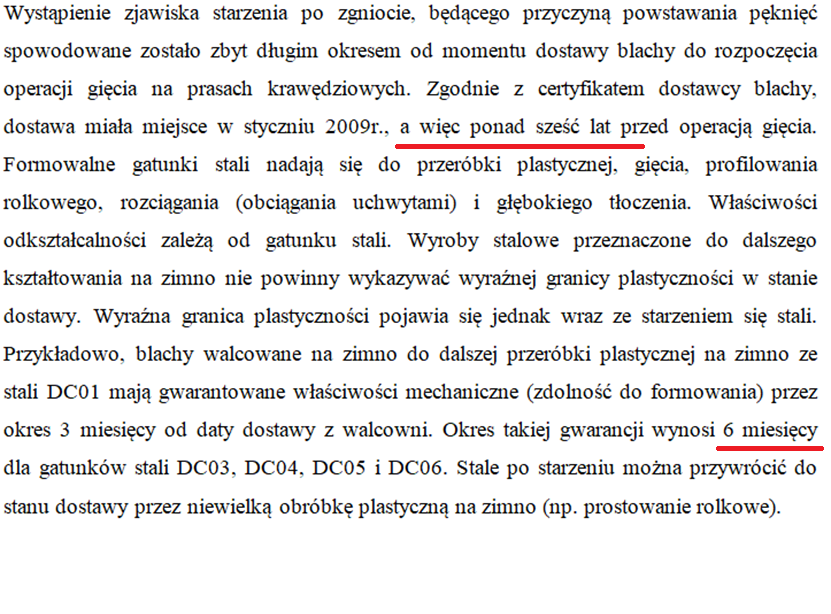 Wystąpienie zjawiska starzenia po zgniocie, będącego przyczyną powstawania pęknięć
spowodowane zostało zbyt długim okresem od momentu dostawy blachy do rozpoczęcia
operacji gięcia na prasach krawędziowych. Zgodnie z certyfikatem dostawcy blachy,
dostawa miała miejsce w styczniu 2009r., a więc ponad sześć lat przed operacją gięcia.
Formowalne gatunki stali nadają się do przeróbki plastycznej, gięcia, profilowania
rolkowego, rozciągania (obciągania uchwytami) i głębokiego tłoczenia. Właściwości
odkształcalności zależą od gatunku stali. Wyroby stalowe przeznaczone do dalszego
kształtowania na zimno nie powinny wykazywać wyraźnej granicy plastyczności w stanie
dostawy. Wyraźna granica plastyczności pojawia się jednak wraz ze starzeniem się stali.
Przykładowo, blachy walcowane na zimno do dalszej przeróbki plastycznej na zimno ze
stali DC01 mają gwarantowane właściwości mechaniczne (zdolność do formowania) przez
okres 3 miesięcy od daty dostawy z walcowni. Okres takiej gwarancji wynosi 6 miesięcy
dla gatunków stali DC03, DC04, DC05 i DC06. Stale po starzeniu można przywrócić do
stanu dostawy przez niewielką obróbkę plastyczną na zimno (np. prostowanie rolkowe).